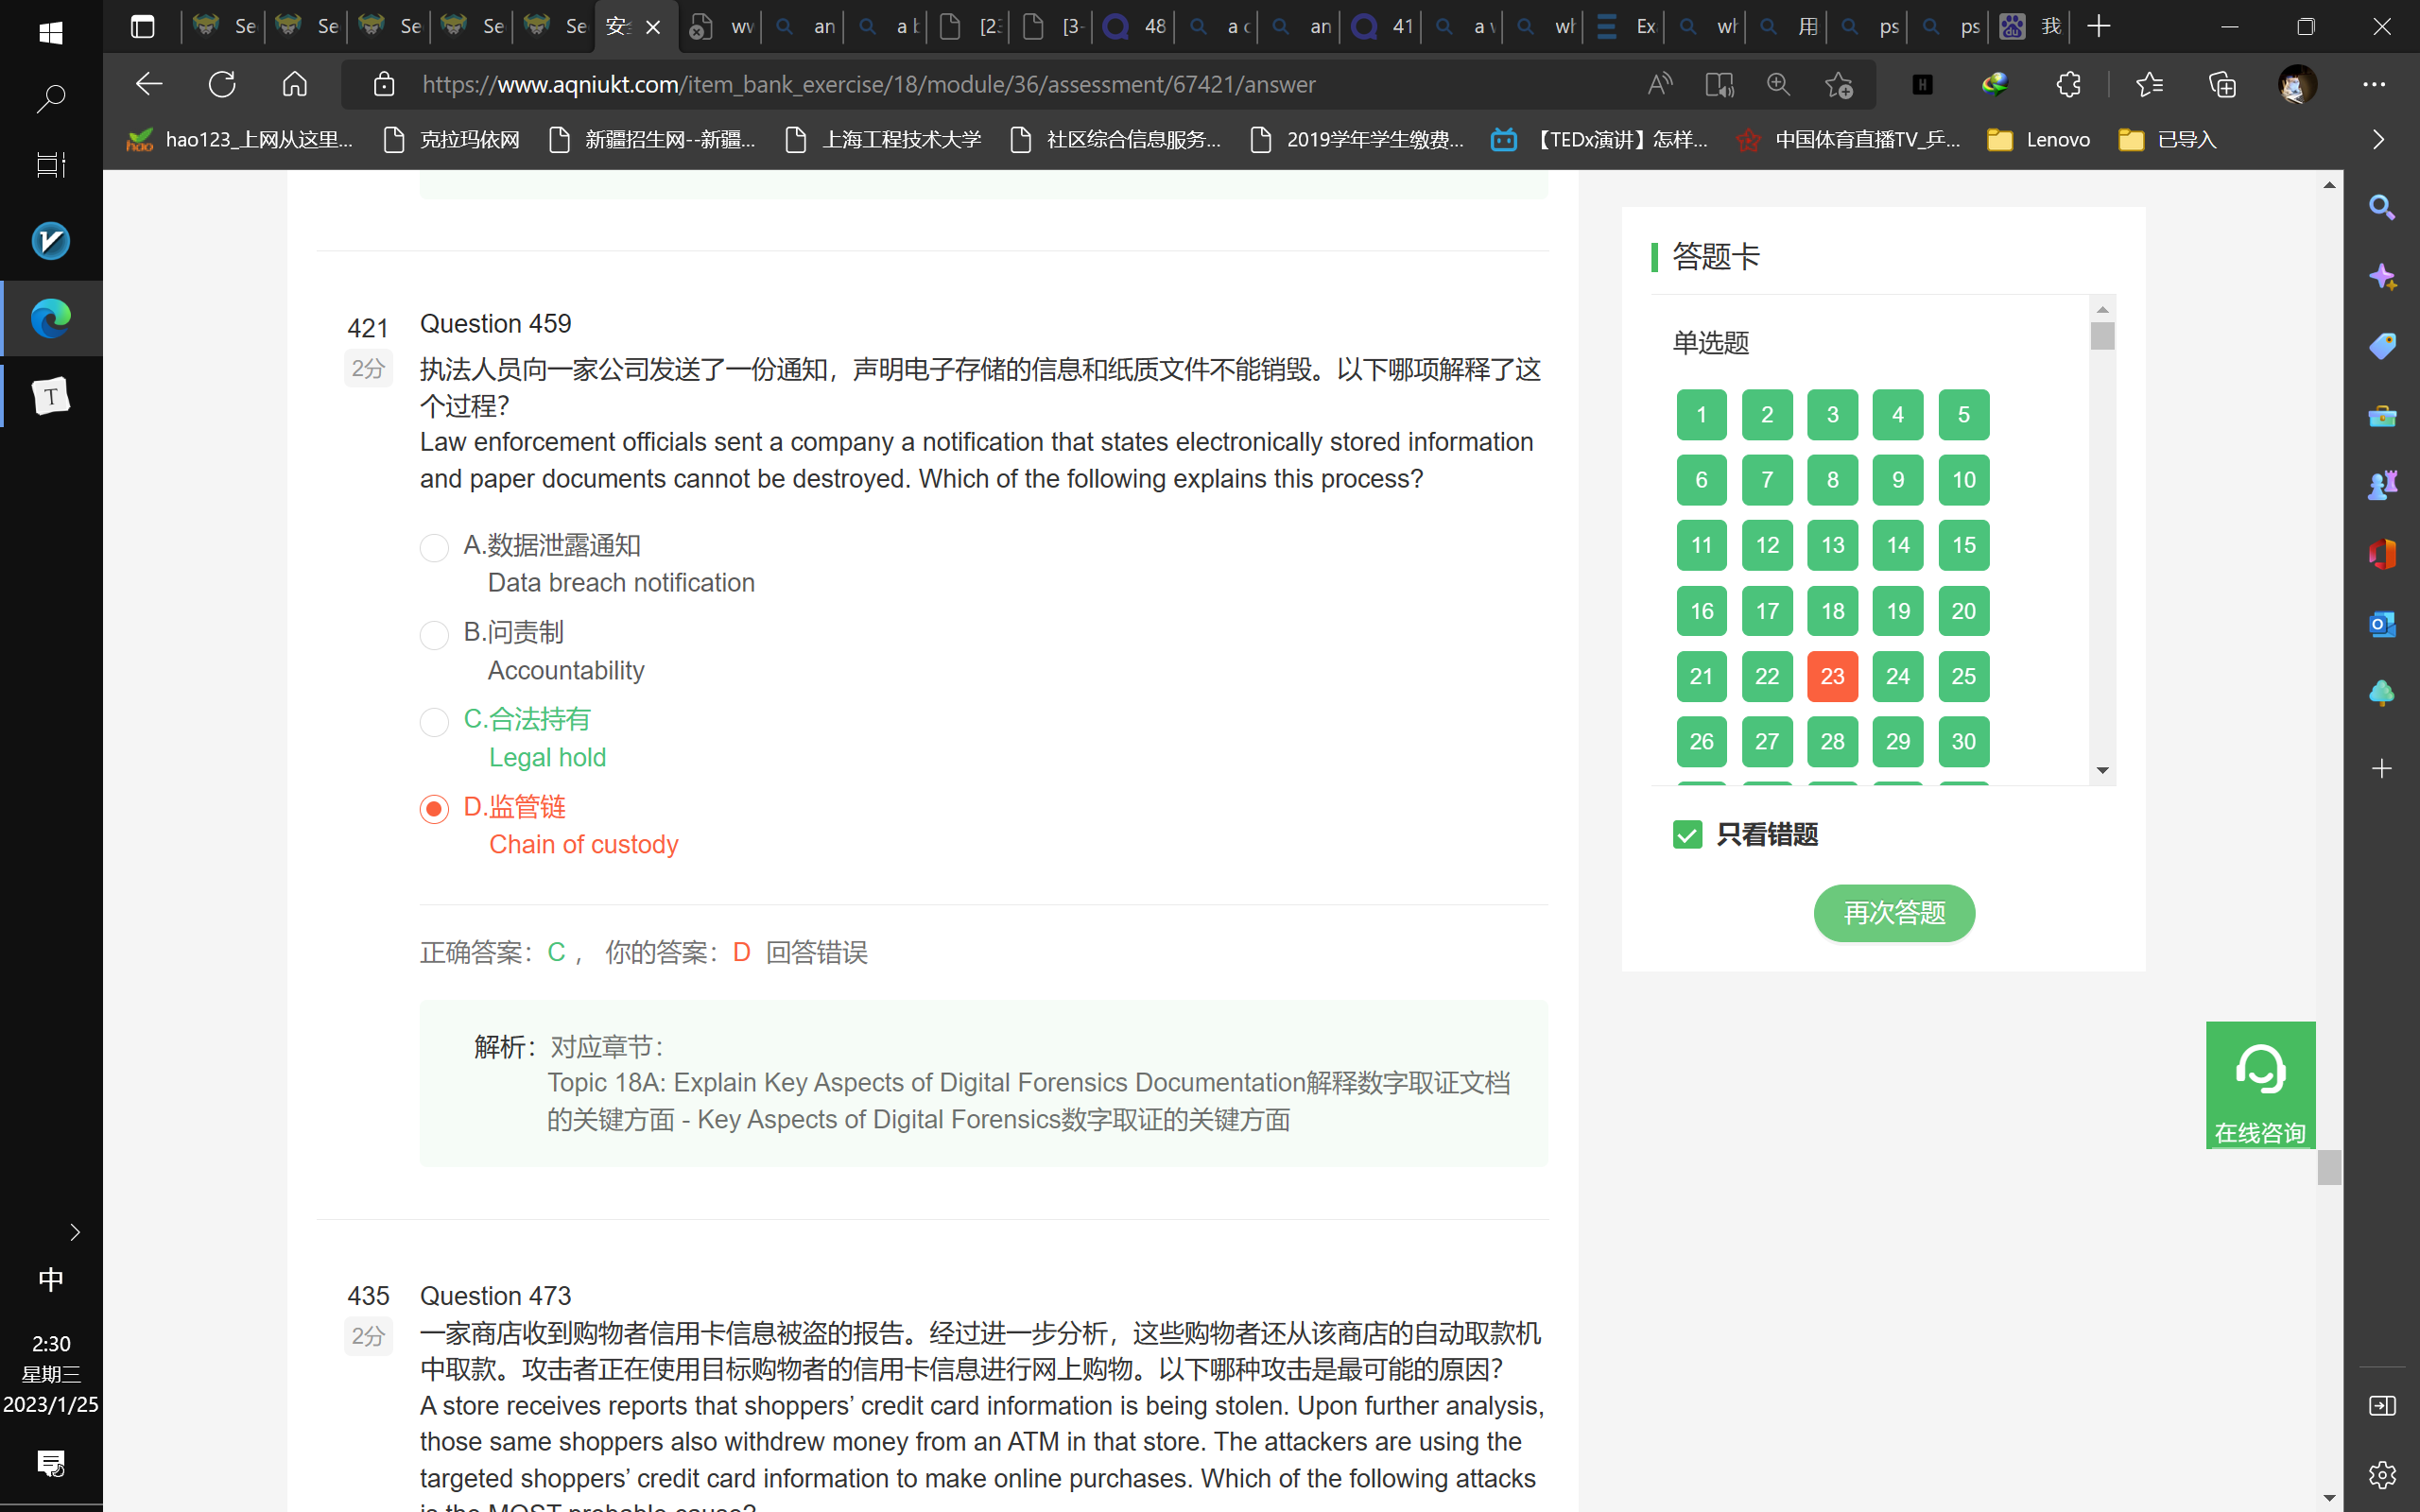 Se
Se
Se
Se
Se
安
wv
an
a b
[2
[3-
48
a c
an
41
a v
wh
Ex
wh
用
ps
ps
我
https://www.aqniukt.com/item_bank_exercise/18/module/36/assessment/67421/answer
hao123_上网从这里...
克拉玛依网
新疆招生网--新疆...
上海工程技术大学
社区综合信息服务...
2019学年学生缴费...
【TEDx演讲】怎样...
中国体育直播TV_乒...
Lenovo
已导入
421
2分
Question 459
执法人员向一家公司发送了一份通知，声明电子存储的信息和纸质文件不能销毁。以下哪项解释了这
个过程？
Law enforcement officials sent a company a notification that states electronically stored information
and paper documents cannot be destroyed. Which of the following explains this process?
A.数据泄露通知
Data breach notification
B.问责制
Accountability
C.合法持有
Legal hold
D.监管链
Chain of custody
正确答案：C ， 你的答案：D 回答错误
解析：对应章节：
Topic 18A: Explain Key Aspects of Digital Forensics Documentation解释数字取证文档
的关键方面 - Key Aspects of Digital Forensics数字取证的关键方面
435
2分
Question 473
一家商店收到购物者信用卡信息被盗的报告。经过进一步分析，这些购物者还从该商店的自动取款机
中取款。攻击者正在使用目标购物者的信用卡信息进行网上购物。以下哪种攻击是最可能的原因？
A store receives reports that shoppers’ credit card information is being stolen. Upon further analysis,
those same shoppers also withdrew money from an ATM in that store. The attackers are using the
targeted shoppers’ credit card information to make online purchases. Which of the following attacks
is the MOST probable cause?
答题卡
单选题
1 2 3 4 5
6 7 8 9 10
11 12 13 14 15
16 17 18 19 20
21 22 23 24 25
26 27 28 29 30
只看错题
再次答题
在线咨询
中
2:30
星期三
2023/1/25